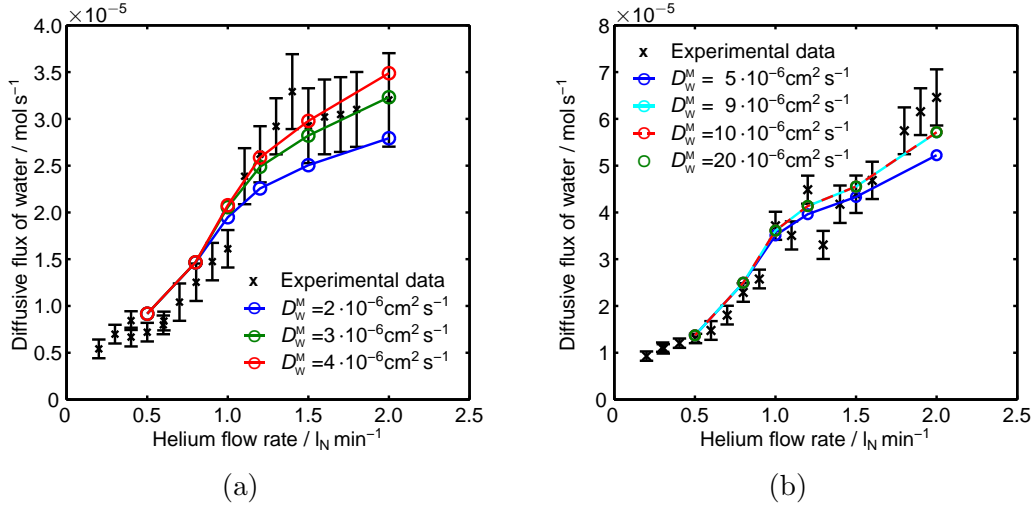 ×10⁻⁵
4.0
3.5
3.0
2.5
2.0
1.5
1.0
0.5
0
0.5
1.0
1.5
2.0
2.5
Diffusive flux of water / mol s⁻¹
Helium flow rate / l_N min⁻¹
Experimental data
D_W^M =2·10⁻⁶cm² s⁻¹
D_W^M =3·10⁻⁶cm² s⁻¹
D_W^M =4·10⁻⁶cm² s⁻¹
(a)
×10⁻⁵
8
7
6
5
4
3
2
1
0
0
0.5
1.0
1.5
2.0
2.5
Diffusive flux of water / mol s⁻¹
Helium flow rate / l_N min⁻¹
Experimental data
D_W^M = 5·10⁻⁶cm² s⁻¹
D_W^M = 9·10⁻⁶cm² s⁻¹
D_W^M =10·10⁻⁶cm² s⁻¹
D_W^M =20·10⁻⁶cm² s⁻¹
(b)